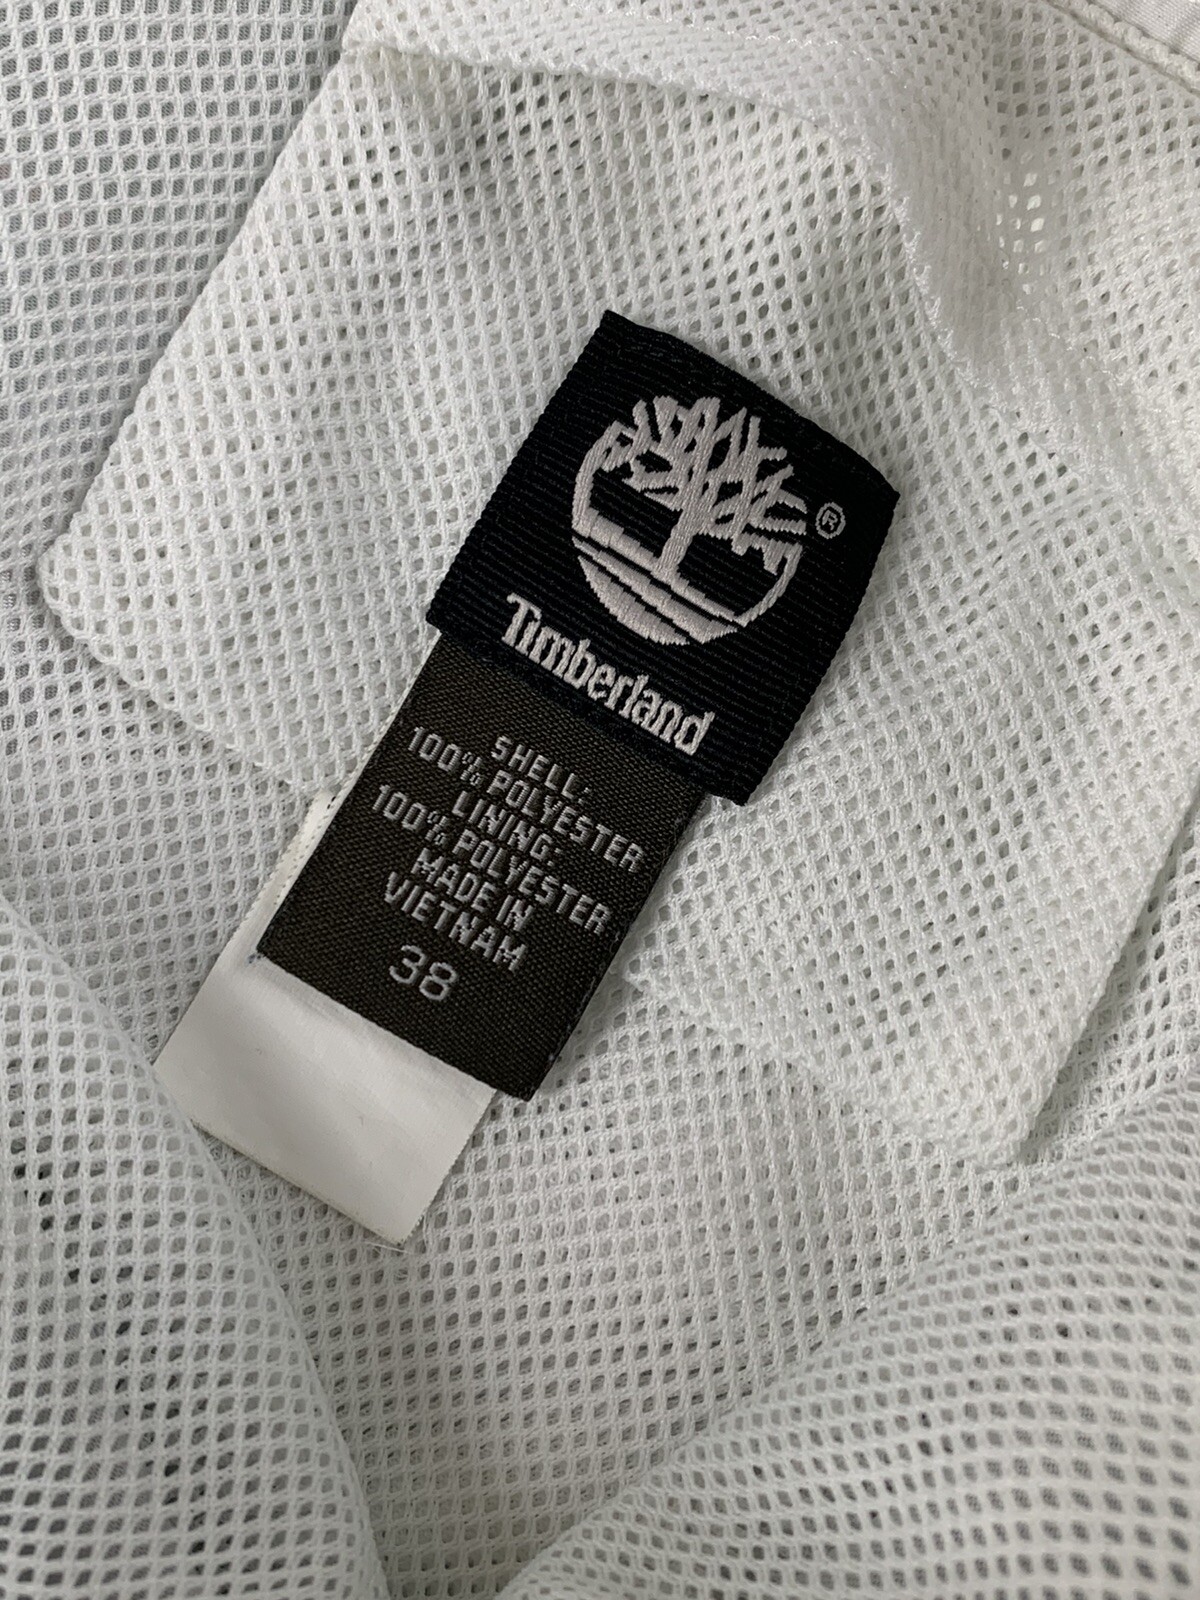 ®
Timberland
SHELL:
100% POLYESTER
LINING:
100% POLYESTER
MADE IN
VIETNAM
38